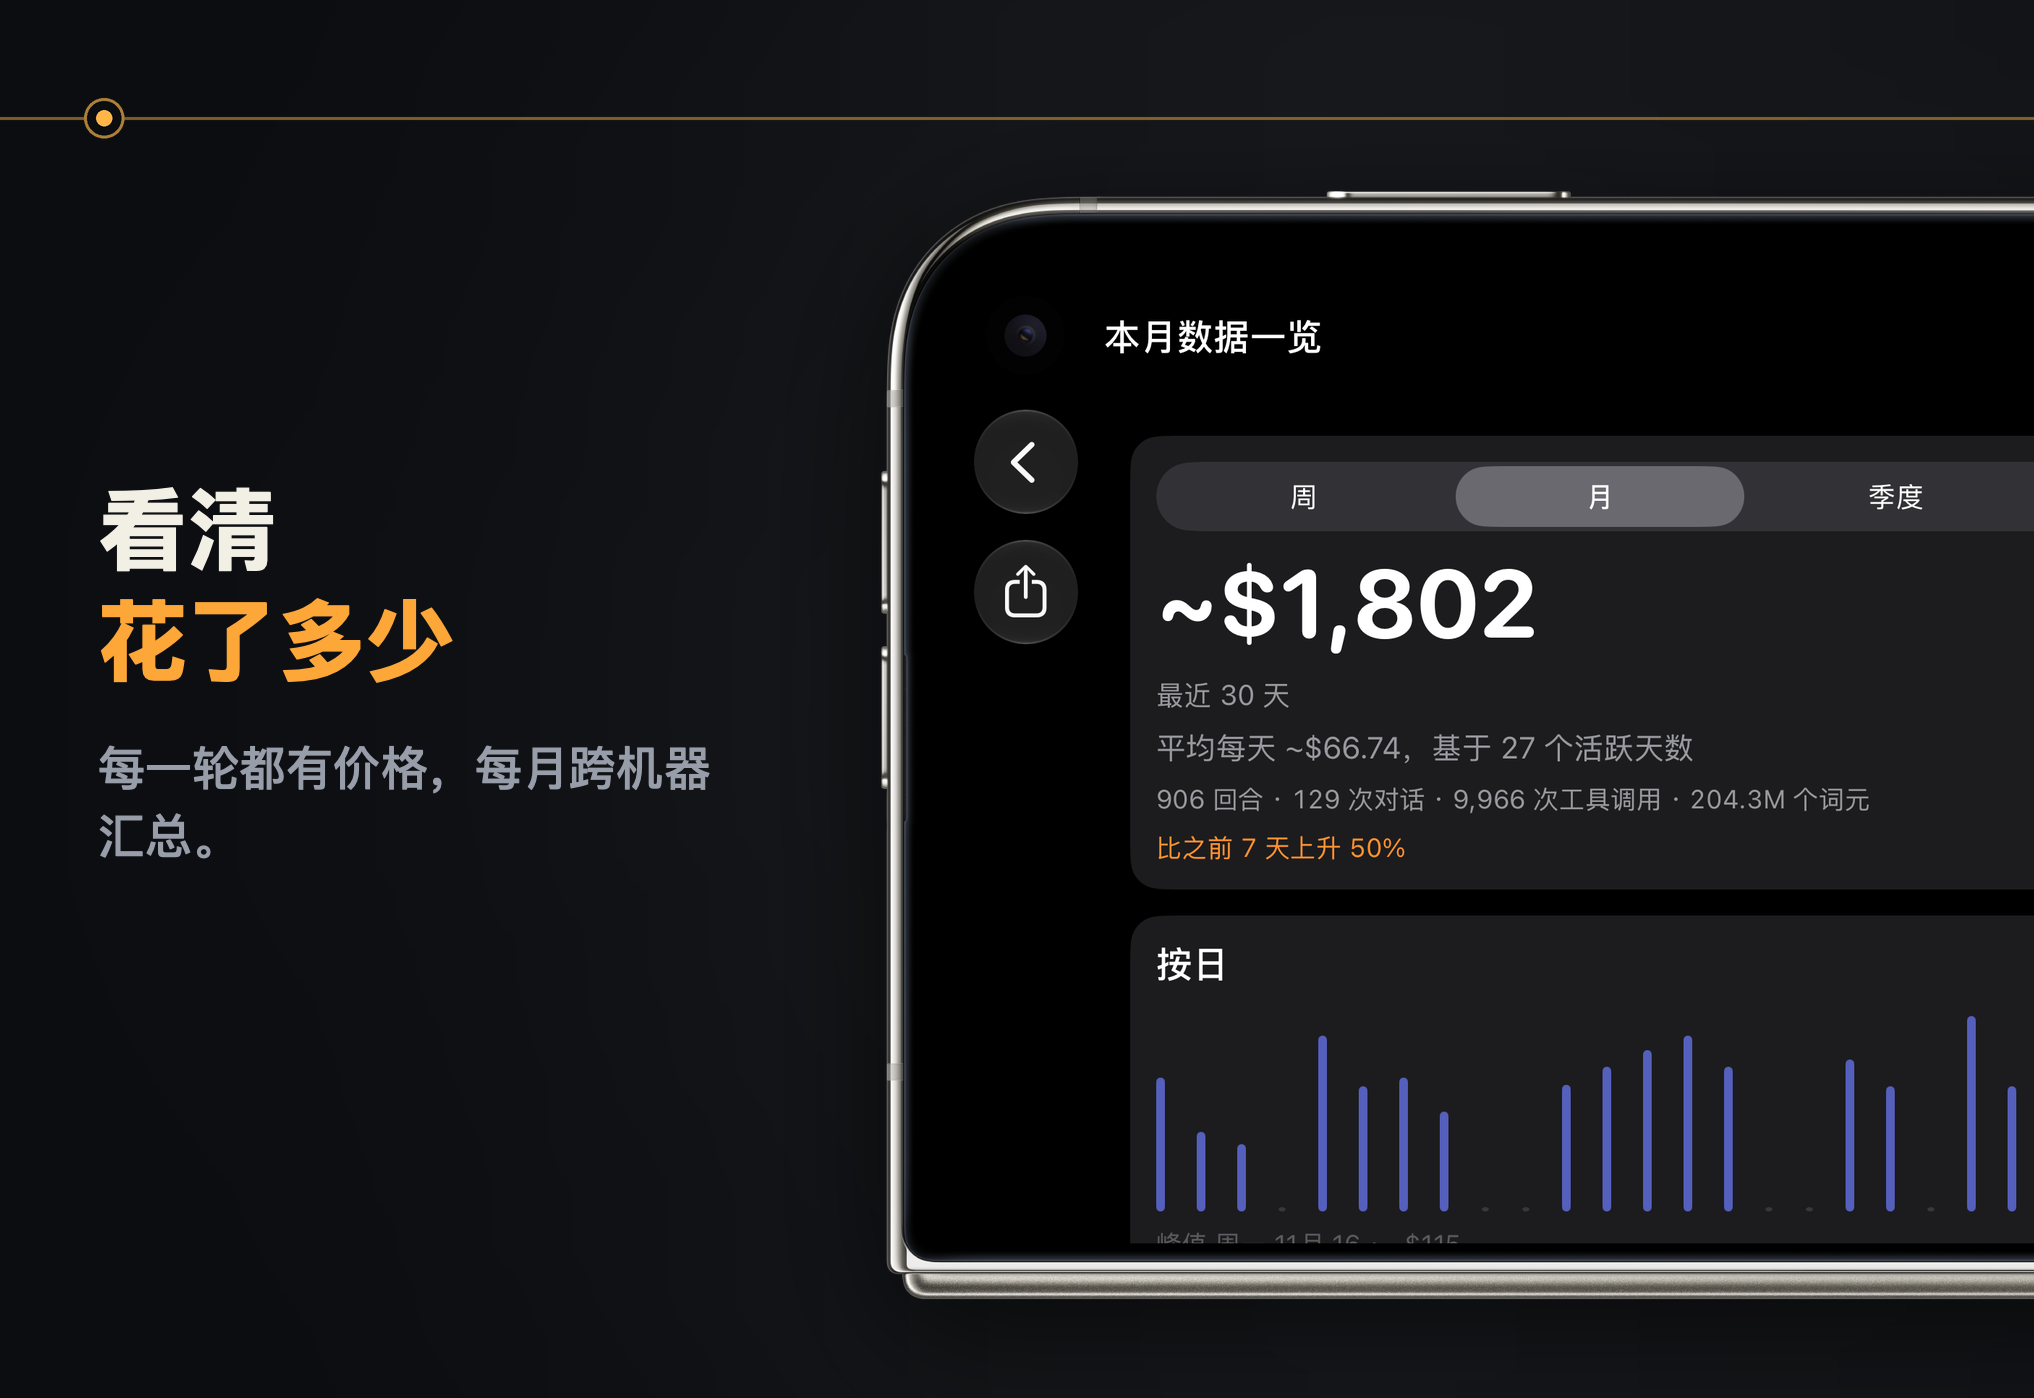 看清
花了多少
每一轮都有价格，每月跨机器
汇总。
本月数据一览
周 月 季度
~$1,802
最近 30 天
平均每天 ~$66.74，基于 27 个活跃天数
906 回合 · 129 次对话 · 9,966 次工具调用 · 204.3M 个词元
比之前 7 天上升 50%
按日